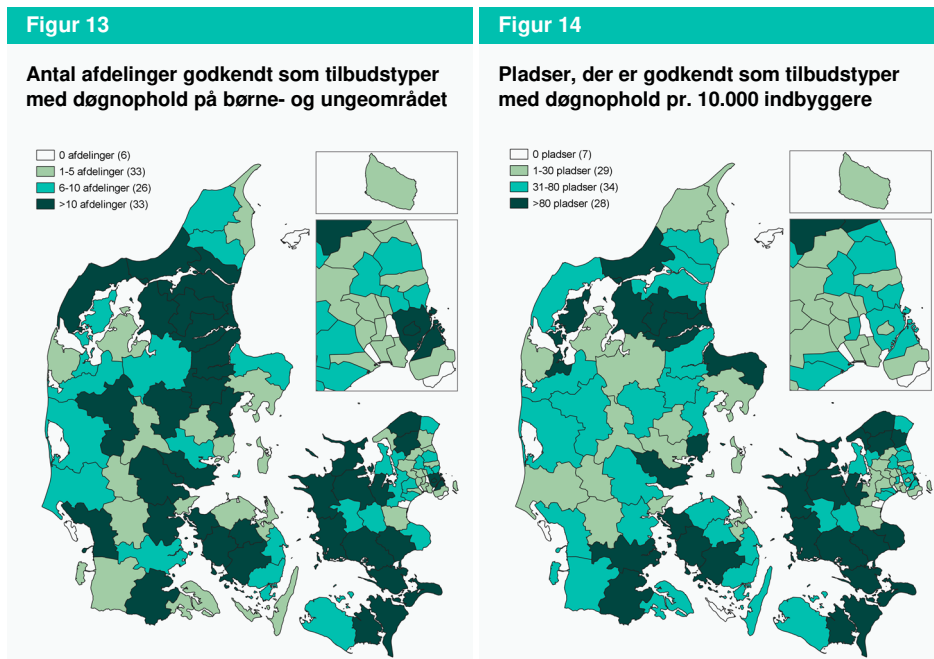 Figur 13
Antal afdelinger godkendt som tilbudstyper
med døgnophold på børne- og ungeområdet
0 afdelinger (6)
1-5 afdelinger (33)
6-10 afdelinger (26)
>10 afdelinger (33)
Figur 14
Pladser, der er godkendt som tilbudstyper
med døgnophold pr. 10.000 indbyggere
0 pladser (7)
1-30 pladser (29)
31-80 pladser (34)
>80 pladser (28)